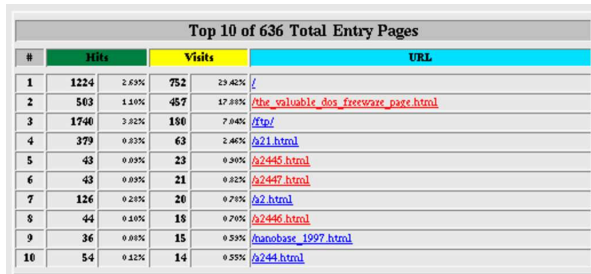 Top 10 of 636 Total Entry Pages
# Hits Visits URL
1 1224 2.69% 752 29.42% /
2 503 1.10% 457 17.88% /the_valuable_dos_freeware_page.html
3 1740 3.82% 180 7.04% /ftp/
4 379 0.83% 63 2.46% /a21.html
5 43 0.09% 23 0.90% /a2445.html
6 43 0.09% 21 0.82% /a2447.html
7 126 0.28% 20 0.78% /a2.html
8 44 0.10% 18 0.70% /a2446.html
9 36 0.08% 15 0.59% /nanobase_1997.html
10 54 0.12% 14 0.55% /a244.html